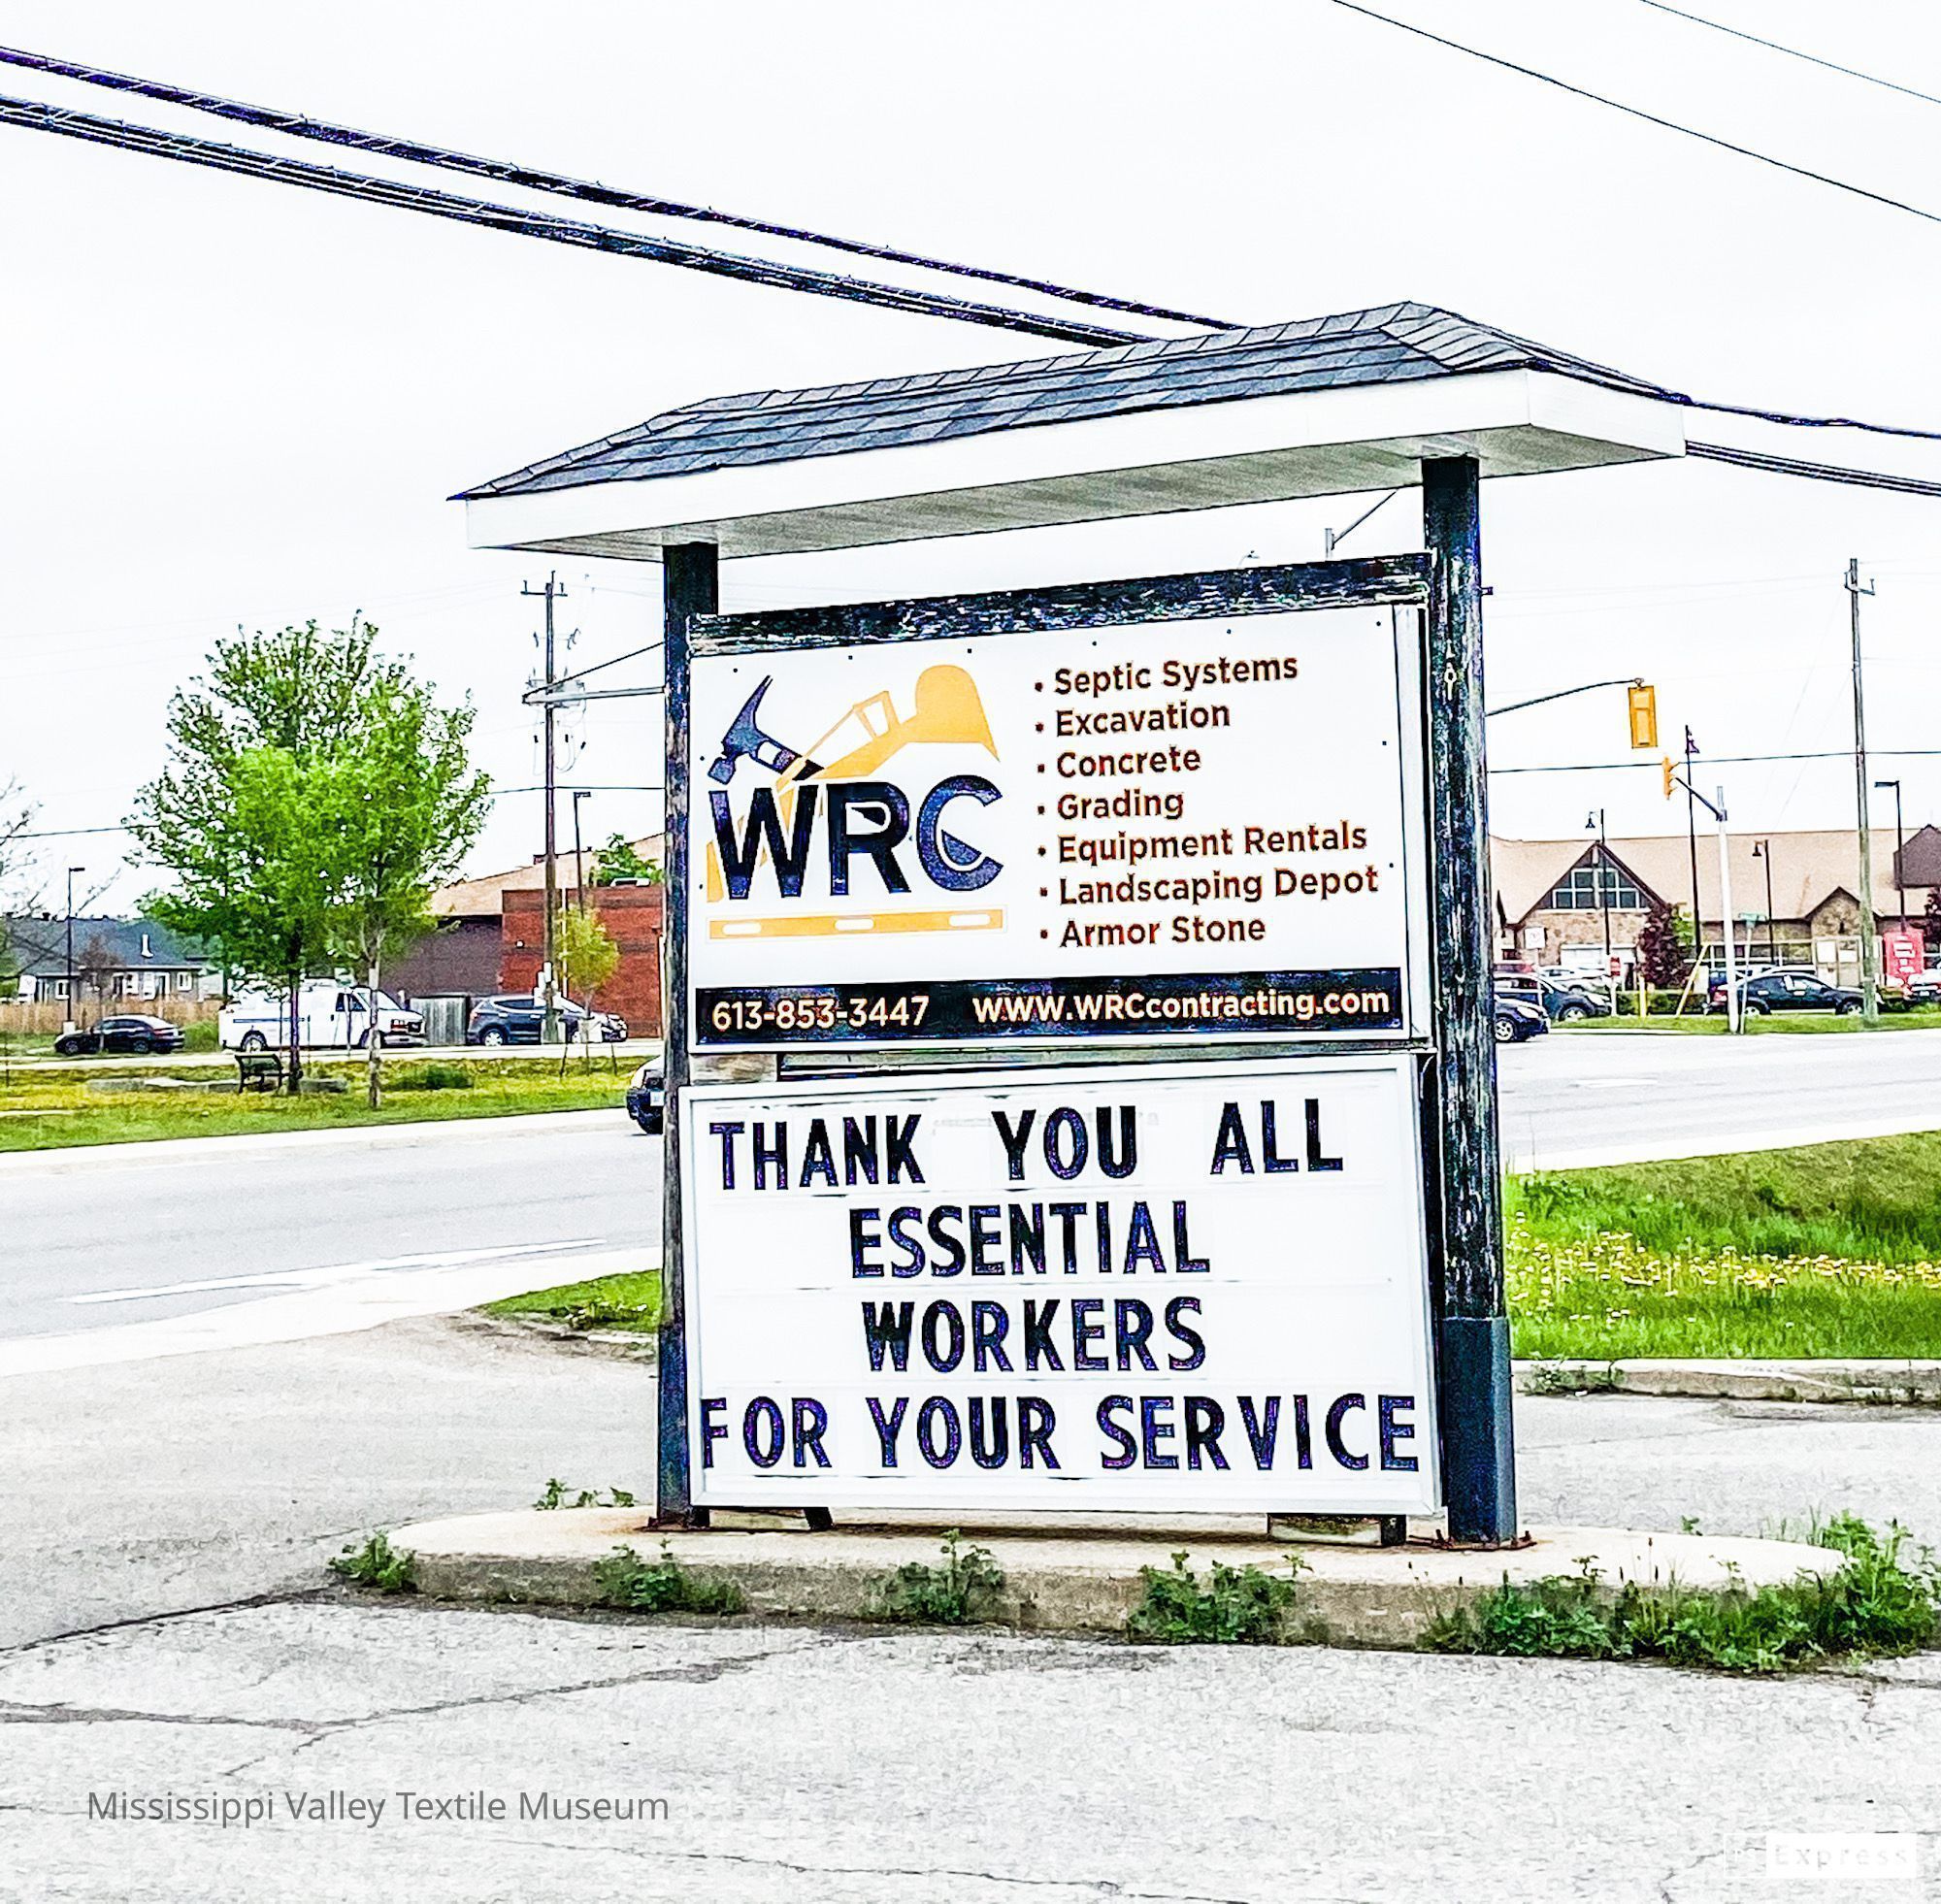 WRC
• Septic Systems
• Excavation
• Concrete
• Grading
• Equipment Rentals
• Landscaping Depot
• Armor Stone
613-853-3447 WWW.WRCcontracting.com
THANK YOU ALL
ESSENTIAL
WORKERS
FOR YOUR SERVICE
Mississippi Valley Textile Museum
Express